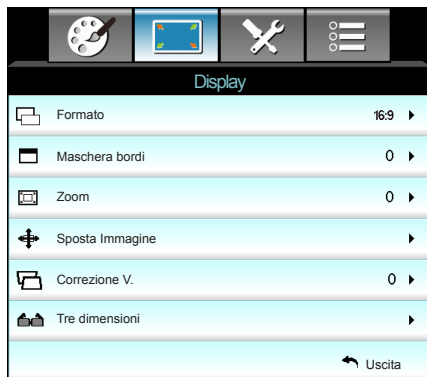 Display
Formato 16:9
Maschera bordi 0
Zoom 0
Sposta Immagine
Correzione V. 0
Tre dimensioni
Uscita